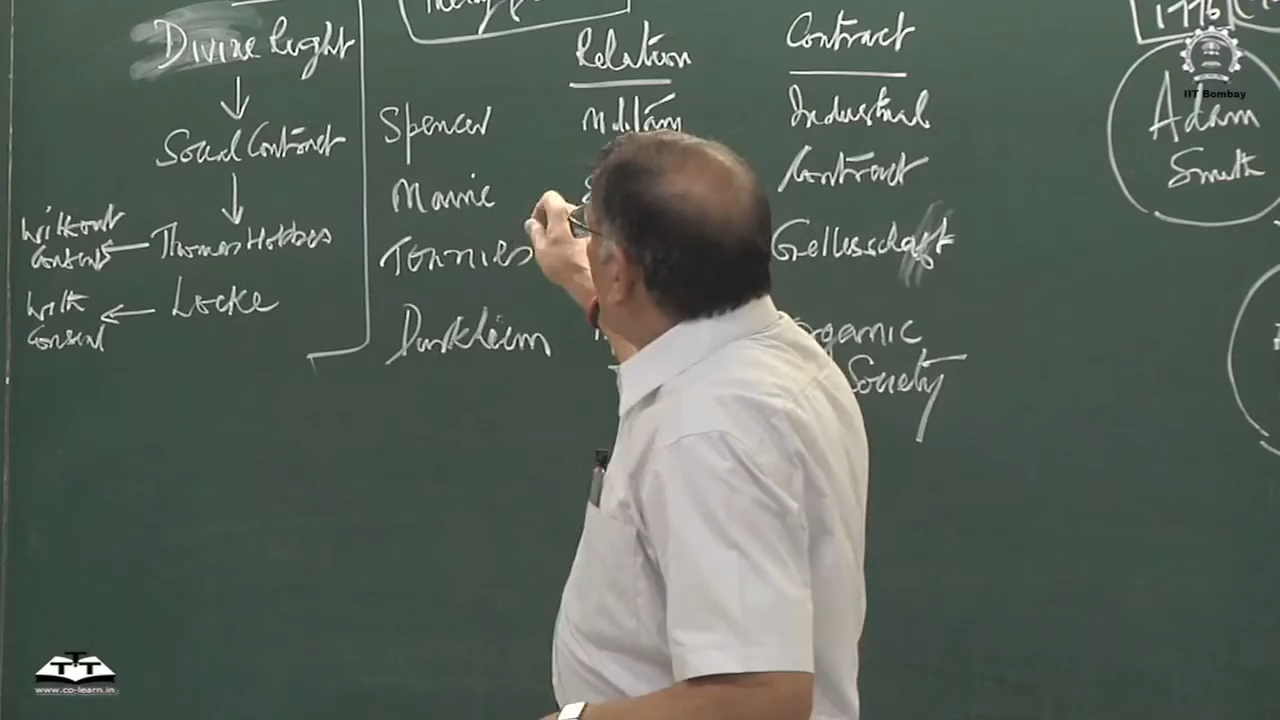 Divine Right
Social Contract
Without
Consent
Thomas Hobbes
With
Consent
Locke
Relation
Contract
Spencer
Military
Industrial
Maine
Contract
Tonnies
Gellesschaft
Durkheim
Organic
Society
1776
Adam
Smith
IIT Bombay
www.co-learn.in